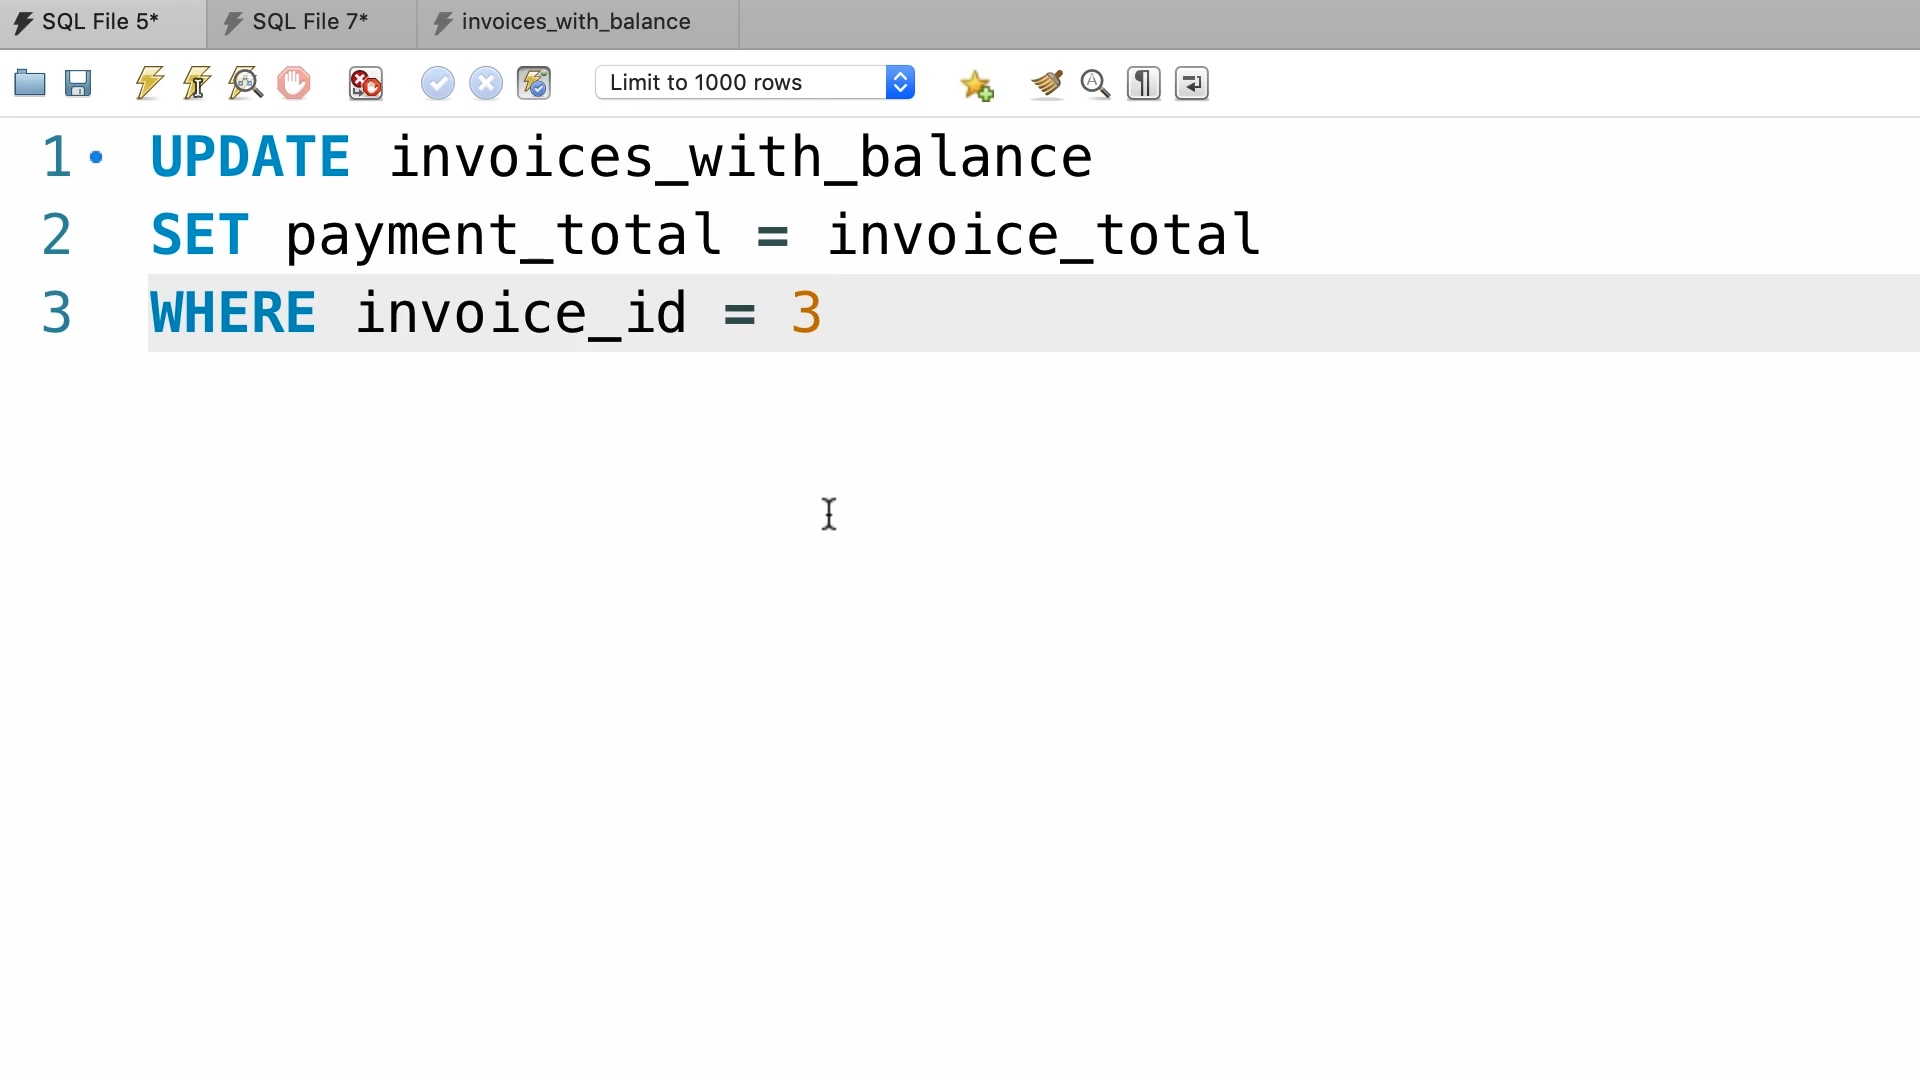 SQL File 5* SQL File 7* invoices_with_balance
Limit to 1000 rows
1 UPDATE invoices_with_balance
2 SET payment_total = invoice_total
3 WHERE invoice_id = 3